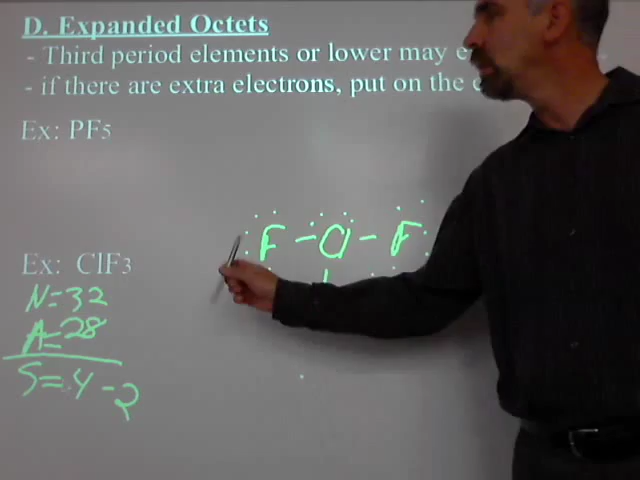 D. Expanded Octets
- Third period elements or lower may
- if there are extra electrons, put on the
Ex: PF5
F - Cl - F
Ex: ClF3
N=32
A=28
S=4-2